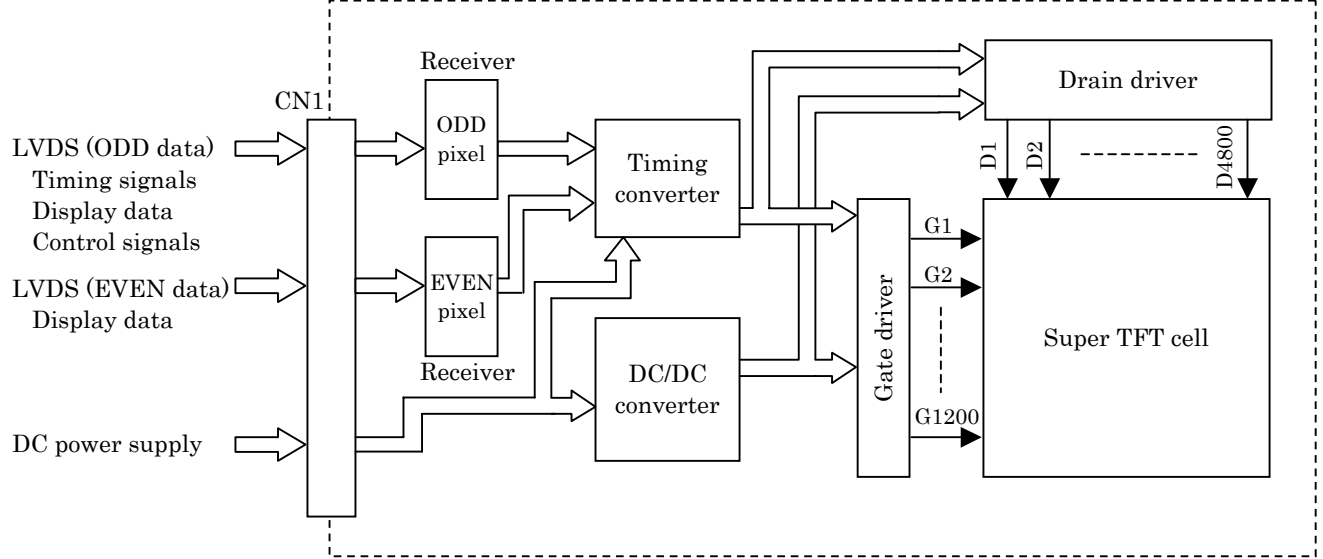 CN1
LVDS (ODD data)
Timing signals
Display data
Control signals
LVDS (EVEN data)
Display data
DC power supply
Receiver
ODD
pixel
EVEN
pixel
Receiver
Timing
converter
DC/DC
converter
Gate driver
Drain driver
D1
D2
D4800
G1
G2
G1200
Super TFT cell